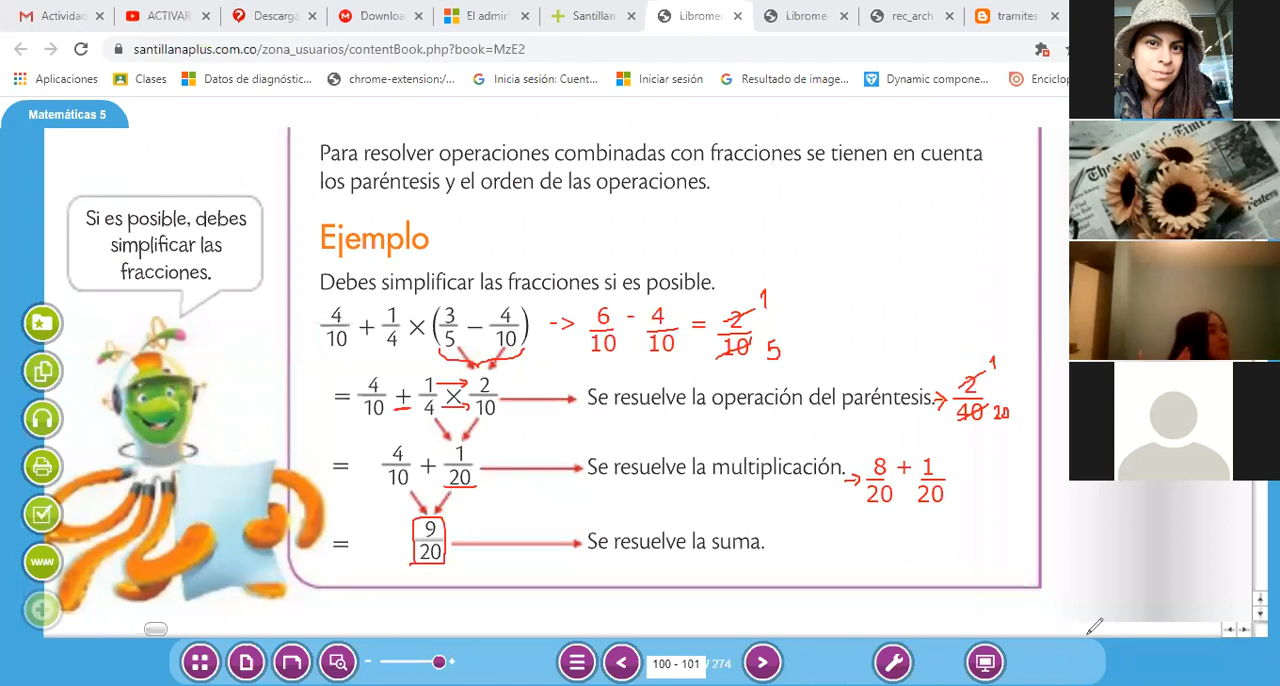 Actividad
ACTIVAR
Descarga
Downloa
El admir
Santillan
Librome
Librome
rec_arch
tramites
santillanaplus.com.co/zona_usuarios/contentBook.php?book=MzE2
Aplicaciones Clases Datos de diagnóstic... chrome-extension/... Inicia sesión: Cuent... Iniciar sesión Resultado de image... Dynamic compone... Enciclop
Matemáticas 5
Para resolver operaciones combinadas con fracciones se tienen en cuenta
los paréntesis y el orden de las operaciones.
Si es posible, debes
simplificar las
fracciones.
Ejemplo
Debes simplificar las fracciones si es posible.
4/10 + 1/4 × (3/5 − 4/10) -> 6/10 - 4/10 = 2/10 1 5
= 4/10 + 1/4 × 2/10 Se resuelve la operación del paréntesis. 2/40 1 20
= 4/10 + 1/20 Se resuelve la multiplicación. 8/20 + 1/20
= 9/20 Se resuelve la suma.
www
100 - 101 / 274